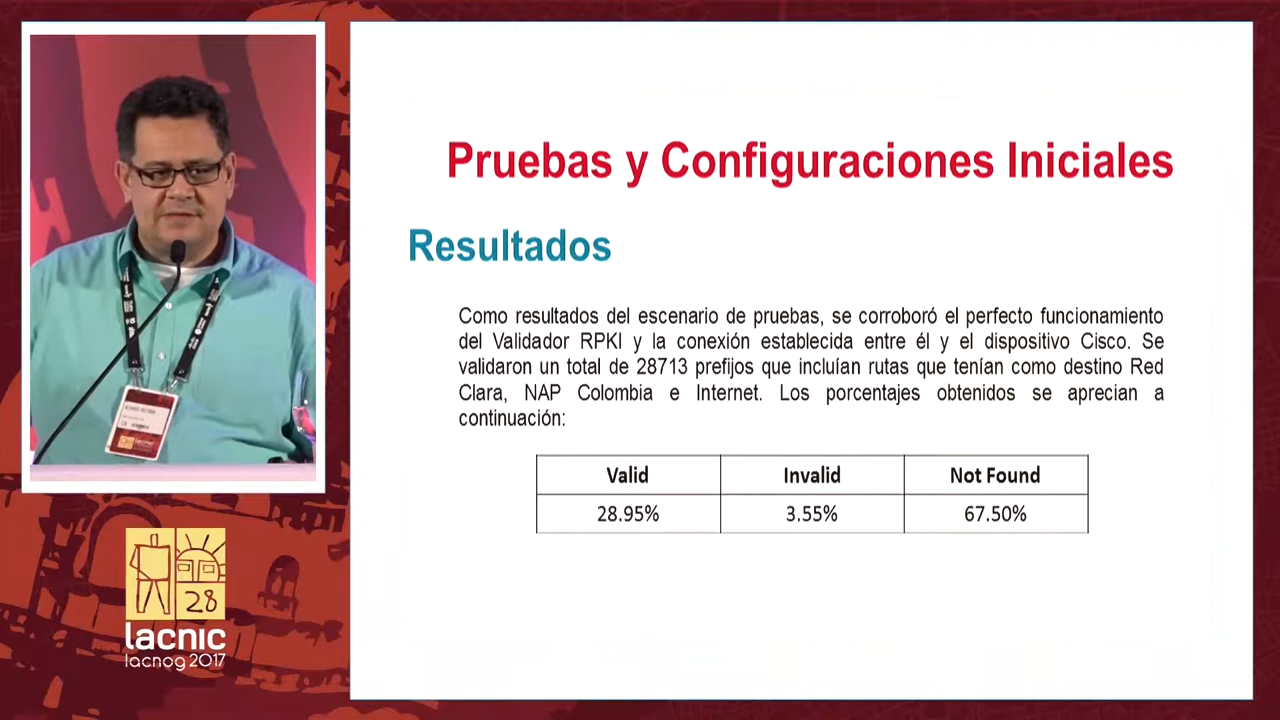 Pruebas y Configuraciones Iniciales
Resultados
Como resultados del escenario de pruebas, se corroboró el perfecto funcionamiento
del Validador RPKI y la conexión establecida entre él y el dispositivo Cisco. Se
validaron un total de 28713 prefijos que incluían rutas que tenían como destino Red
Clara, NAP Colombia e Internet. Los porcentajes obtenidos se aprecian a
continuación:
Valid Invalid Not Found
28.95% 3.55% 67.50%
lacnic
28
lacnic
lacnog 2017